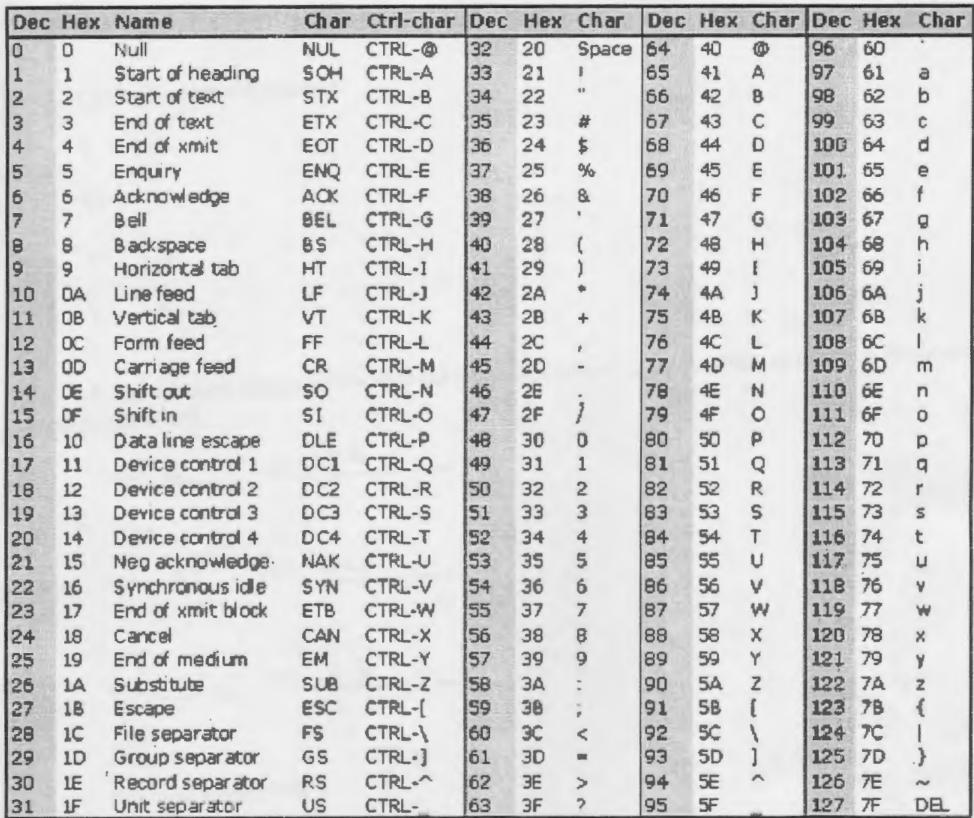 Dec Hex Name Char Ctrl-char Dec Hex Char Dec Hex Char Dec Hex Char
0 0 Null NUL CTRL-@ 32 20 Space 64 40 @ 96 60 `
1 1 Start of heading SOH CTRL-A 33 21 ! 65 41 A 97 61 a
2 2 Start of text STX CTRL-B 34 22 " 66 42 B 98 62 b
3 3 End of text ETX CTRL-C 35 23 # 67 43 C 99 63 c
4 4 End of xmit EOT CTRL-D 36 24 $ 68 44 D 100 64 d
5 5 Enquiry ENQ CTRL-E 37 25 % 69 45 E 101 65 e
6 6 Acknowledge ACK CTRL-F 38 26 & 70 46 F 102 66 f
7 7 Bell BEL CTRL-G 39 27 ' 71 47 G 103 67 g
8 8 Backspace BS CTRL-H 40 28 ( 72 48 H 104 68 h
9 9 Horizontal tab HT CTRL-I 41 29 ) 73 49 I 105 69 i
10 0A Line feed LF CTRL-J 42 2A * 74 4A J 106 6A j
11 0B Vertical tab VT CTRL-K 43 2B + 75 4B K 107 6B k
12 0C Form feed FF CTRL-L 44 2C , 76 4C L 108 6C l
13 0D Carriage feed CR CTRL-M 45 2D - 77 4D M 109 6D m
14 0E Shift out SO CTRL-N 46 2E . 78 4E N 110 6E n
15 0F Shift in SI CTRL-O 47 2F / 79 4F O 111 6F o
16 10 Data line escape DLE CTRL-P 48 30 0 80 50 P 112 70 p
17 11 Device control 1 DC1 CTRL-Q 49 31 1 81 51 Q 113 71 q
18 12 Device control 2 DC2 CTRL-R 50 32 2 82 52 R 114 72 r
19 13 Device control 3 DC3 CTRL-S 51 33 3 83 53 S 115 73 s
20 14 Device control 4 DC4 CTRL-T 52 34 4 84 54 T 116 74 t
21 15 Neg acknowledge NAK CTRL-U 53 35 5 85 55 U 117 75 u
22 16 Synchronous idle SYN CTRL-V 54 36 6 86 56 V 118 76 v
23 17 End of xmit block ETB CTRL-W 55 37 7 87 57 W 119 77 w
24 18 Cancel CAN CTRL-X 56 38 8 88 58 X 120 78 x
25 19 End of medium EM CTRL-Y 57 39 9 89 59 Y 121 79 y
26 1A Substitute SUB CTRL-Z 58 3A : 90 5A Z 122 7A z
27 1B Escape ESC CTRL-[ 59 3B ; 91 5B [ 123 7B {
28 1C File separator FS CTRL-\ 60 3C < 92 5C \ 124 7C |
29 1D Group separator GS CTRL-] 61 3D = 93 5D ] 125 7D }
30 1E Record separator RS CTRL-^ 62 3E > 94 5E ^ 126 7E ~
31 1F Unit separator US CTRL-_ 63 3F ? 95 5F _ 127 7F DEL